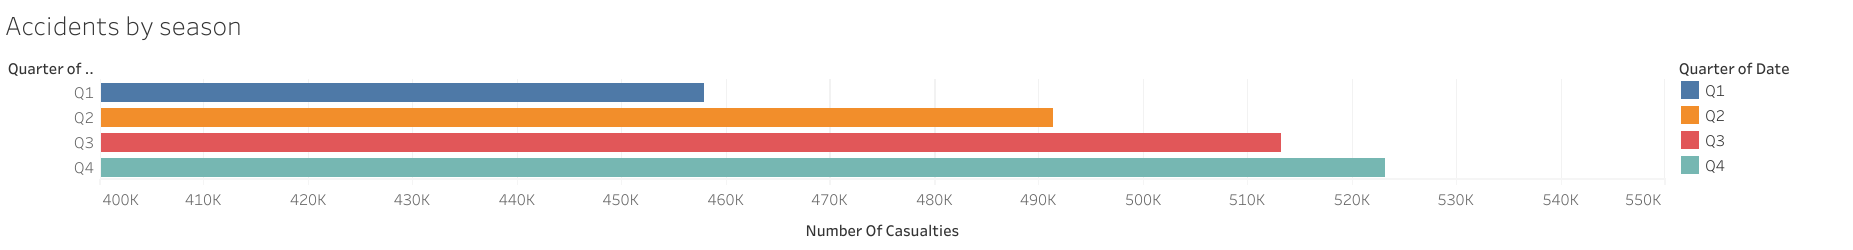 Accidents by season
Quarter of ..
Quarter of Date
Q1
Q2
Q3
Q4
Q1
Q2
Q3
Q4
400K 410K 420K 430K 440K 450K 460K 470K 480K 490K 500K 510K 520K 530K 540K 550K
Number Of Casualties